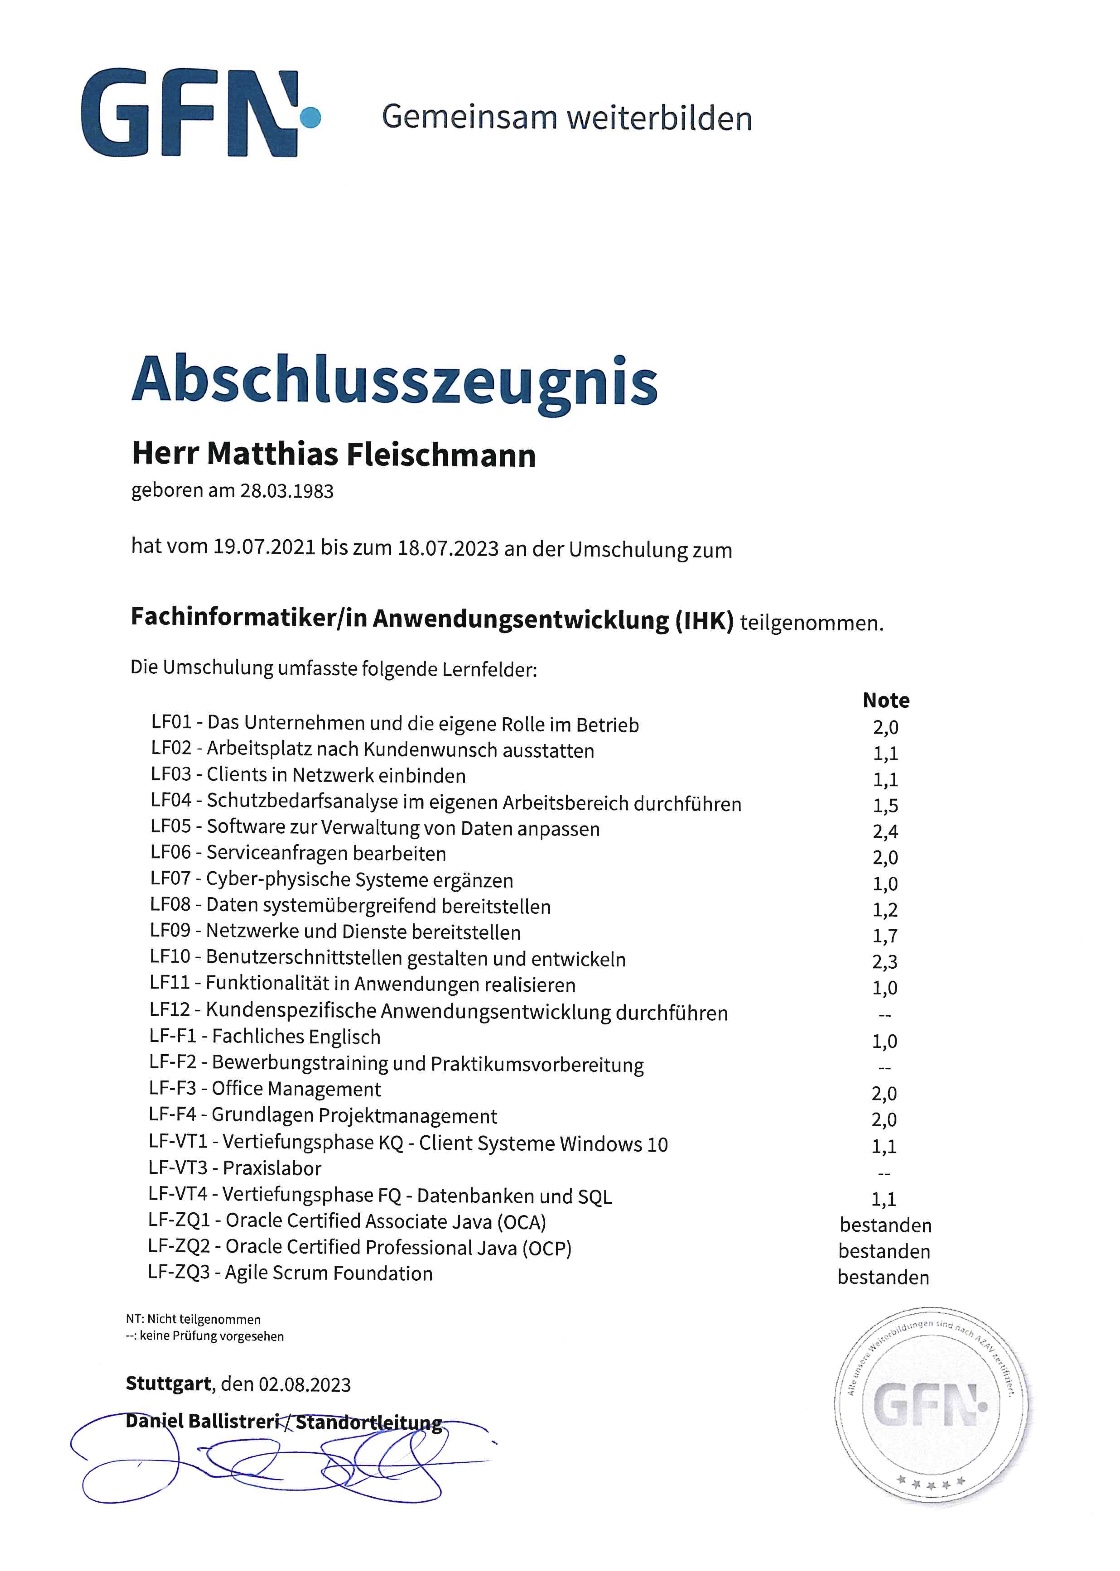 GFN.
Gemeinsam weiterbilden
Abschlusszeugnis
Herr Matthias Fleischmann
geboren am 28.03.1983
hat vom 19.07.2021 bis zum 18.07.2023 an der Umschulung zum
Fachinformatiker/in Anwendungsentwicklung (IHK) teilgenommen.
Die Umschulung umfasste folgende Lernfelder:
Note
LF01 - Das Unternehmen und die eigene Rolle im Betrieb 2,0
LF02 - Arbeitsplatz nach Kundenwunsch ausstatten 1,1
LF03 - Clients in Netzwerk einbinden 1,1
LF04 - Schutzbedarfsanalyse im eigenen Arbeitsbereich durchführen 1,5
LF05 - Software zur Verwaltung von Daten anpassen 2,4
LF06 - Serviceanfragen bearbeiten 2,0
LF07 - Cyber-physische Systeme ergänzen 1,0
LF08 - Daten systemübergreifend bereitstellen 1,2
LF09 - Netzwerke und Dienste bereitstellen 1,7
LF10 - Benutzerschnittstellen gestalten und entwickeln 2,3
LF11 - Funktionalität in Anwendungen realisieren 1,0
LF12 - Kundenspezifische Anwendungsentwicklung durchführen --
LF-F1 - Fachliches Englisch 1,0
LF-F2 - Bewerbungstraining und Praktikumsvorbereitung --
LF-F3 - Office Management 2,0
LF-F4 - Grundlagen Projektmanagement 2,0
LF-VT1 - Vertiefungsphase KQ - Client Systeme Windows 10 1,1
LF-VT3 - Praxislabor --
LF-VT4 - Vertiefungsphase FQ - Datenbanken und SQL 1,1
LF-ZQ1 - Oracle Certified Associate Java (OCA) bestanden
LF-ZQ2 - Oracle Certified Professional Java (OCP) bestanden
LF-ZQ3 - Agile Scrum Foundation bestanden
NT: Nicht teilgenommen
--: keine Prüfung vorgesehen
Stuttgart, den 02.08.2023
Daniel Ballistreri / Standortleitung
Alle unsere Weiterbildungen sind nach AZAV zertifiziert.
GFN.